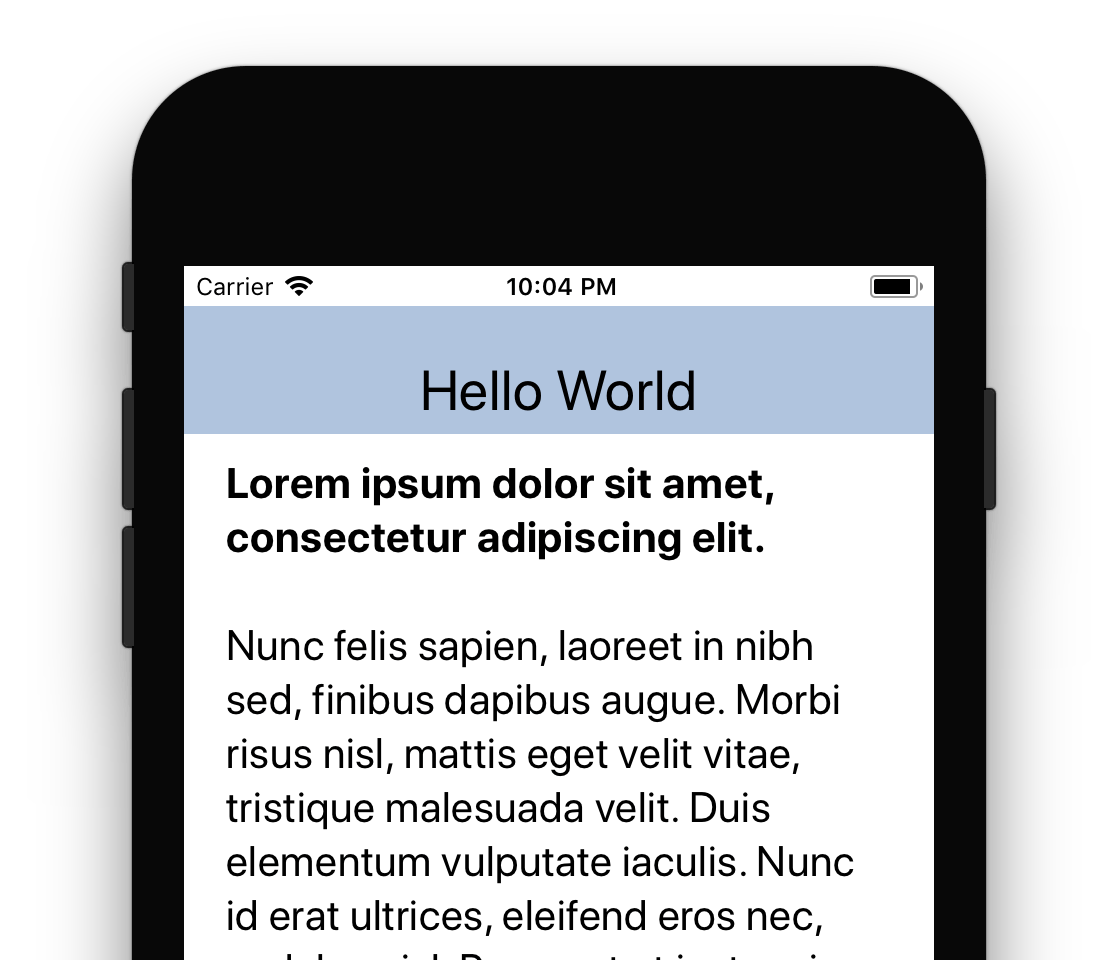 Carrier 10:04 PM
Hello World
Lorem ipsum dolor sit amet,
consectetur adipiscing elit.
Nunc felis sapien, laoreet in nibh
sed, finibus dapibus augue. Morbi
risus nisl, mattis eget velit vitae,
tristique malesuada velit. Duis
elementum vulputate iaculis. Nunc
id erat ultrices, eleifend eros nec,